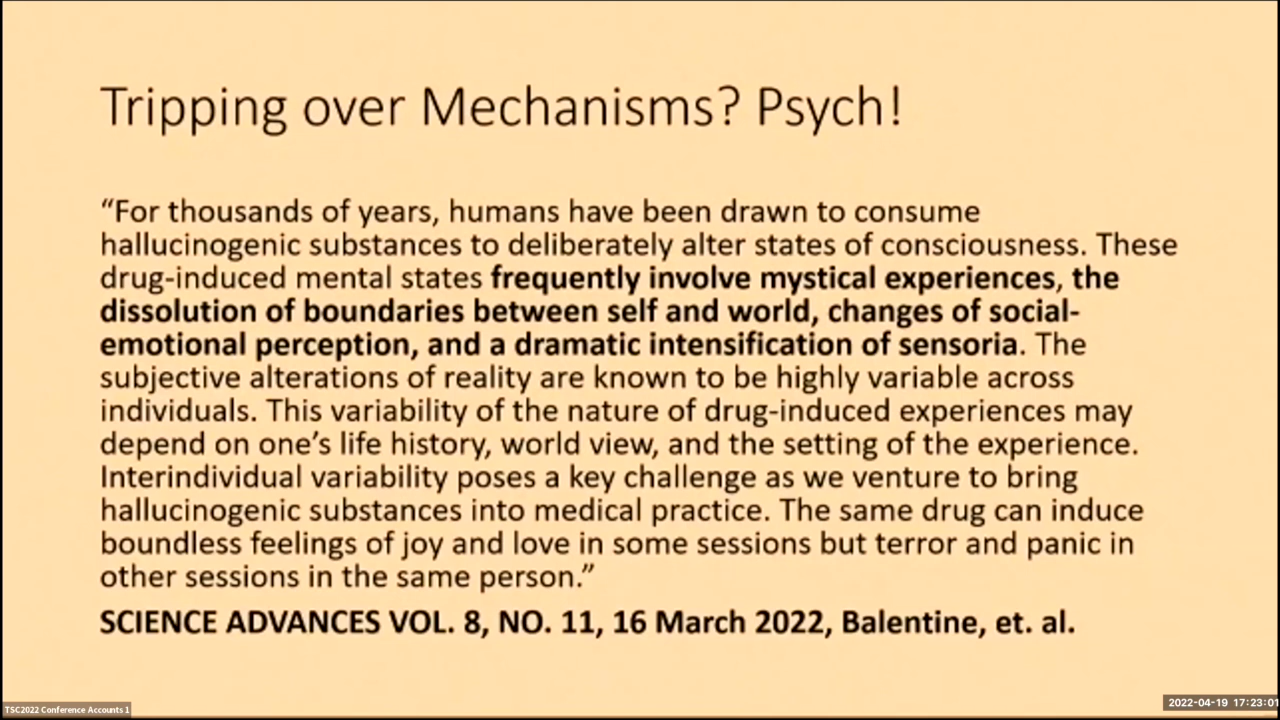 Tripping over Mechanisms? Psych!
“For thousands of years, humans have been drawn to consume
hallucinogenic substances to deliberately alter states of consciousness. These
drug-induced mental states frequently involve mystical experiences, the
dissolution of boundaries between self and world, changes of social-
emotional perception, and a dramatic intensification of sensoria. The
subjective alterations of reality are known to be highly variable across
individuals. This variability of the nature of drug-induced experiences may
depend on one’s life history, world view, and the setting of the experience.
Interindividual variability poses a key challenge as we venture to bring
hallucinogenic substances into medical practice. The same drug can induce
boundless feelings of joy and love in some sessions but terror and panic in
other sessions in the same person.”
SCIENCE ADVANCES VOL. 8, NO. 11, 16 March 2022, Balentine, et. al.
TSC2022 Conference Accounts 1
2022-04-19 17:23:01